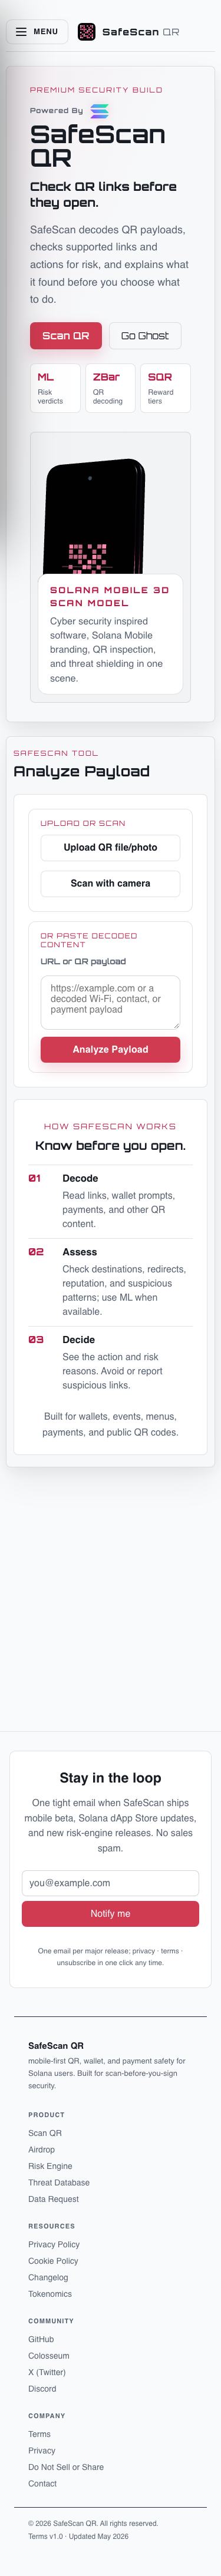 MENU
SafeScan QR
PREMIUM SECURITY BUILD
Powered By
SafeScan
QR
Check QR links before
they open.
SafeScan decodes QR payloads,
checks supported links and
actions for risk, and explains what
it found before you choose what
to do.
Scan QR
Go Ghost
ML
Risk
verdicts
ZBar
QR
decoding
SQR
Reward
tiers
SOLANA MOBILE 3D
SCAN MODEL
Cyber security inspired
software, Solana Mobile
branding, QR inspection,
and threat shielding in one
scene.
SAFESCAN TOOL
Analyze Payload
UPLOAD OR SCAN
Upload QR file/photo
Scan with camera
OR PASTE DECODED
CONTENT
URL or QR payload
https://example.com or a
decoded Wi-Fi, contact, or
payment payload
Analyze Payload
HOW SAFESCAN WORKS
Know before you open.
01
Decode
Read links, wallet prompts,
payments, and other QR
content.
02
Assess
Check destinations, redirects,
reputation, and suspicious
patterns; use ML when
available.
03
Decide
See the action and risk
reasons. Avoid or report
suspicious links.
Built for wallets, events, menus,
payments, and public QR codes.
Stay in the loop
One tight email when SafeScan ships
mobile beta, Solana dApp Store updates,
and new risk-engine releases. No sales
spam.
you@example.com
Notify me
One email per major release; privacy · terms ·
unsubscribe in one click any time.
SafeScan QR
mobile-first QR, wallet, and payment safety for
Solana users. Built for scan-before-you-sign
security.
PRODUCT
Scan QR
Airdrop
Risk Engine
Threat Database
Data Request
RESOURCES
Privacy Policy
Cookie Policy
Changelog
Tokenomics
COMMUNITY
GitHub
Colosseum
X (Twitter)
Discord
COMPANY
Terms
Privacy
Do Not Sell or Share
Contact
© 2026 SafeScan QR. All rights reserved.
Terms v1.0 · Updated May 2026